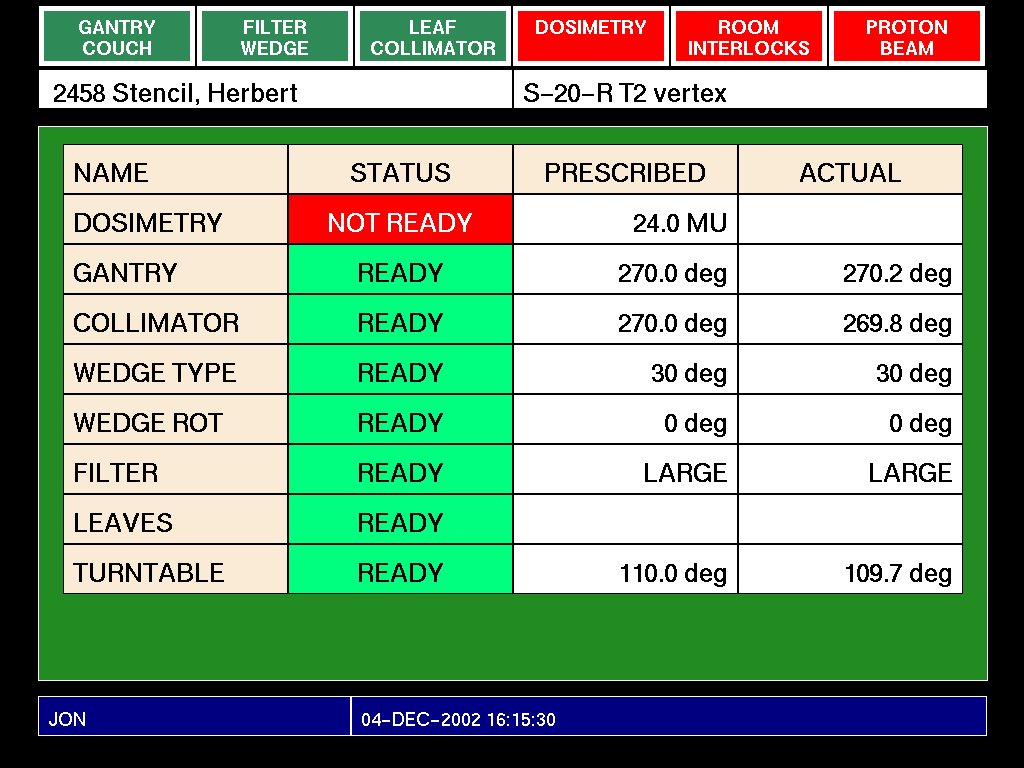 GANTRY COUCH FILTER WEDGE LEAF COLLIMATOR DOSIMETRY ROOM INTERLOCKS PROTON BEAM
2458 Stencil, Herbert S-20-R T2 vertex
NAME STATUS PRESCRIBED ACTUAL
DOSIMETRY NOT READY 24.0 MU
GANTRY READY 270.0 deg 270.2 deg
COLLIMATOR READY 270.0 deg 269.8 deg
WEDGE TYPE READY 30 deg 30 deg
WEDGE ROT READY 0 deg 0 deg
FILTER READY LARGE LARGE
LEAVES READY
TURNTABLE READY 110.0 deg 109.7 deg
JON 04-DEC-2002 16:15:30